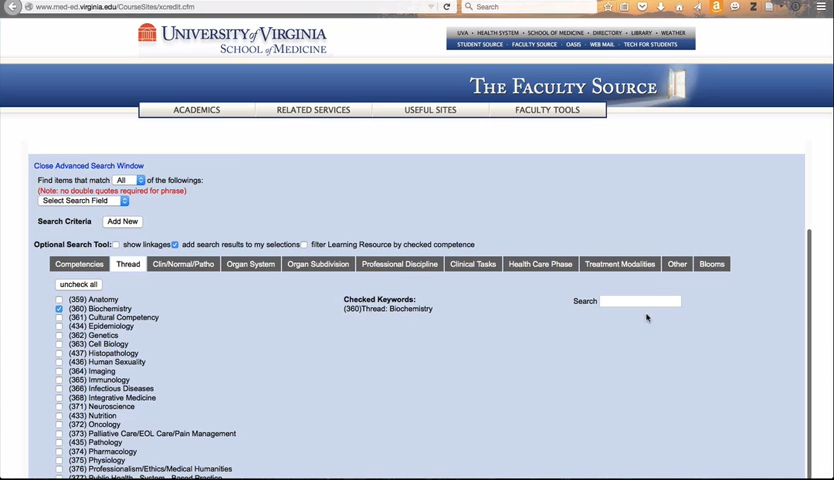 www.med-ed.virginia.edu/CourseSites/xcredit.cfm
Search
UNIVERSITY of VIRGINIA
SCHOOL of MEDICINE
UVA HEALTH SYSTEM SCHOOL OF MEDICINE DIRECTORY LIBRARY WEATHER
STUDENT SOURCE FACULTY SOURCE OASIS WEB MAIL TECH FOR STUDENTS
THE FACULTY SOURCE
ACADEMICS RELATED SERVICES USEFUL SITES FACULTY TOOLS
Close Advanced Search Window
Find items that match All of the followings:
(Note: no double quotes required for phrase)
Select Search Field
Search Criteria Add New
Optional Search Tool: show linkages add search results to my selections filter Learning Resource by checked competence
Competencies Thread Clin/Normal/Patho Organ System Organ Subdivision Professional Discipline Clinical Tasks Health Care Phase Treatment Modalities Other Blooms
uncheck all
(359) Anatomy Checked Keywords: Search
(360) Biochemistry (360)Thread: Biochemistry
(361) Cultural Competency
(434) Epidemiology
(362) Genetics
(363) Cell Biology
(437) Histopathology
(436) Human Sexuality
(364) Imaging
(365) Immunology
(366) Infectious Diseases
(368) Integrative Medicine
(371) Neuroscience
(433) Nutrition
(372) Oncology
(373) Palliative Care/EOL Care/Pain Management
(435) Pathology
(374) Pharmacology
(375) Physiology
(376) Professionalism/Ethics/Medical Humanities
(377) Public Health - System - Based Practice